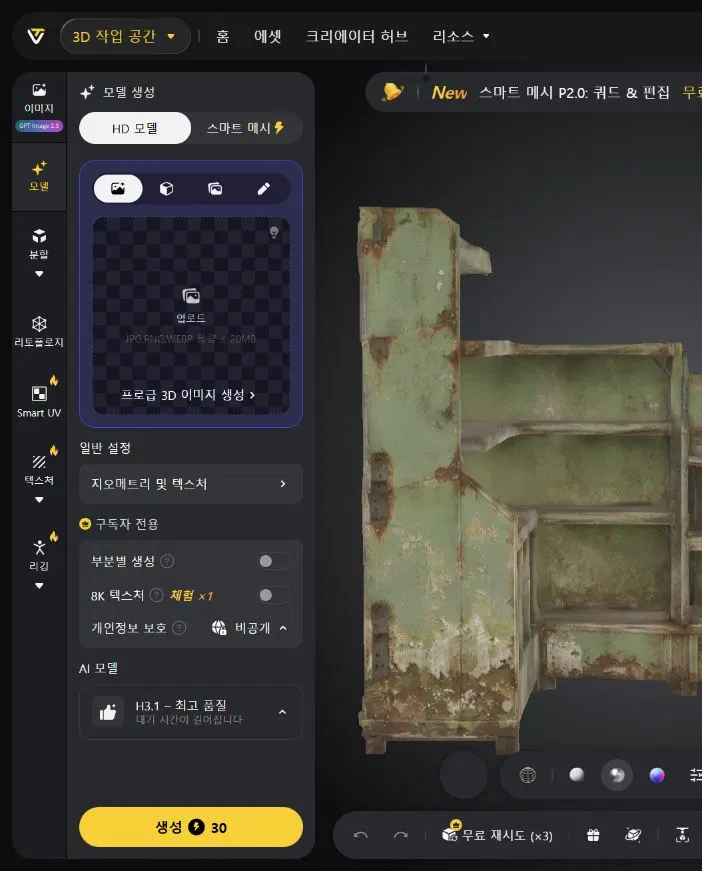 3D 작업 공간
홈
에셋
크리에이터 허브
리소스
이미지
GPT Image 2.5
모델
분할
리토폴로지
Smart UV
텍스처
리깅
모델 생성
HD 모델
스마트 메시
업로드
JPG,PNG,WEBP 용량 ≤ 20MB
프로급 3D 이미지 생성
일반 설정
지오메트리 및 텍스처
구독자 전용
부분별 생성
8K 텍스처 체험 ×1
개인정보 보호 비공개
AI 모델
H3.1 – 최고 품질
대기 시간이 길어집니다
생성 30
New 스마트 메시 P2.0: 쿼드 & 편집 무료
무료 재시도 (×3)